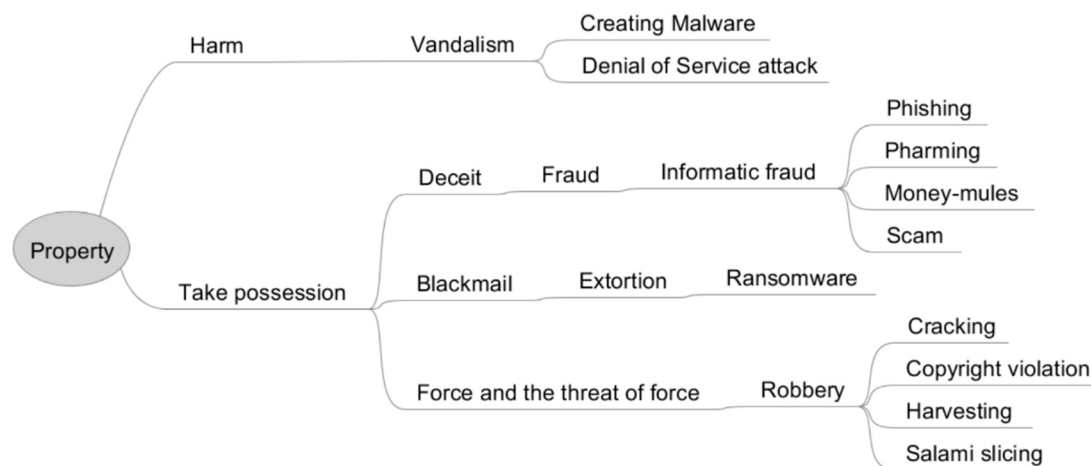 Property
Harm
Vandalism
Creating Malware
Denial of Service attack
Take possession
Deceit
Fraud
Informatic fraud
Phishing
Pharming
Money-mules
Scam
Blackmail
Extortion
Ransomware
Force and the threat of force
Robbery
Cracking
Copyright violation
Harvesting
Salami slicing